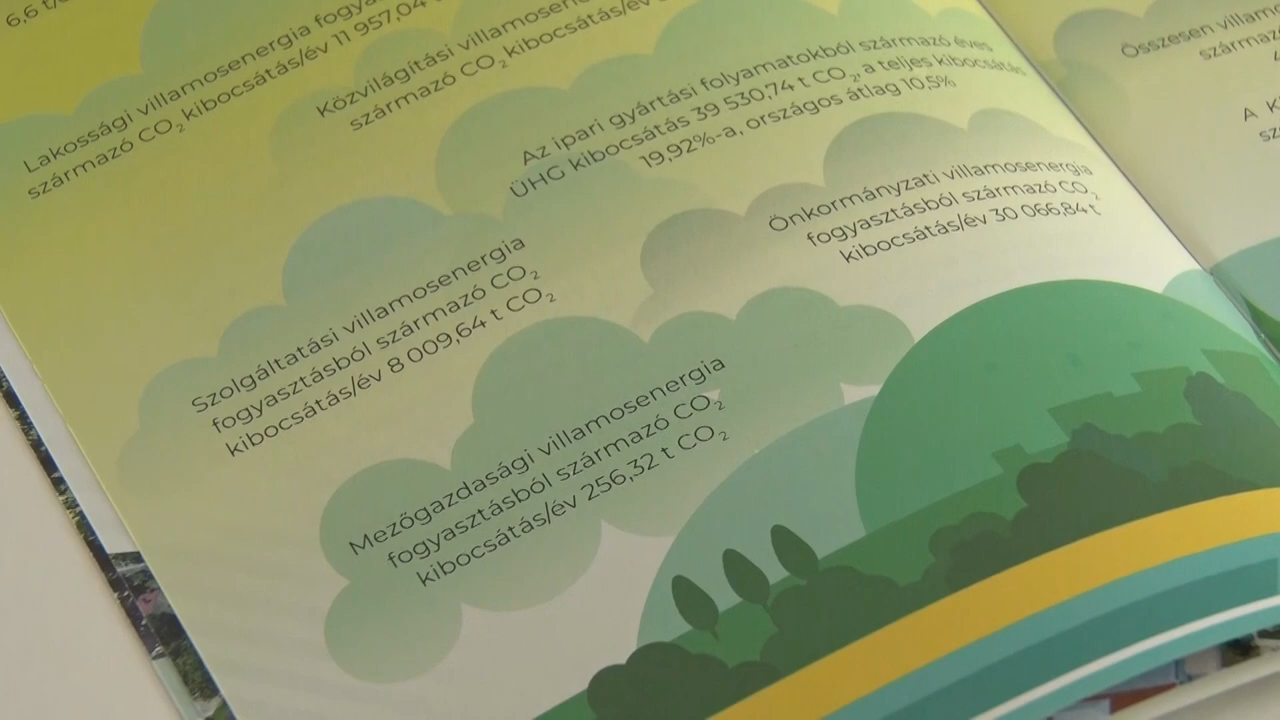 6,6 t/
Lakossági villamosenergia
származó CO₂ kibocsátás/év 11 957,04
Közvilágítási
származó CO₂ kibocsátás/év
Az ipari gyártási folyamatokból származó éves
ÜHG kibocsátás 39 530,74 t CO₂, a teljes kibocsátás
19,92%-a, országos átlag 10,5%
Önkormányzati villamosenergia
fogyasztásból származó CO₂
kibocsátás/év 30 066,84 t
Szolgáltatási villamosenergia
fogyasztásból származó CO₂
kibocsátás/év 8 009,64 t CO₂
Mezőgazdasági villamosenergia
fogyasztásból származó CO₂
kibocsátás/év 256,32 t CO₂
Összesen
A